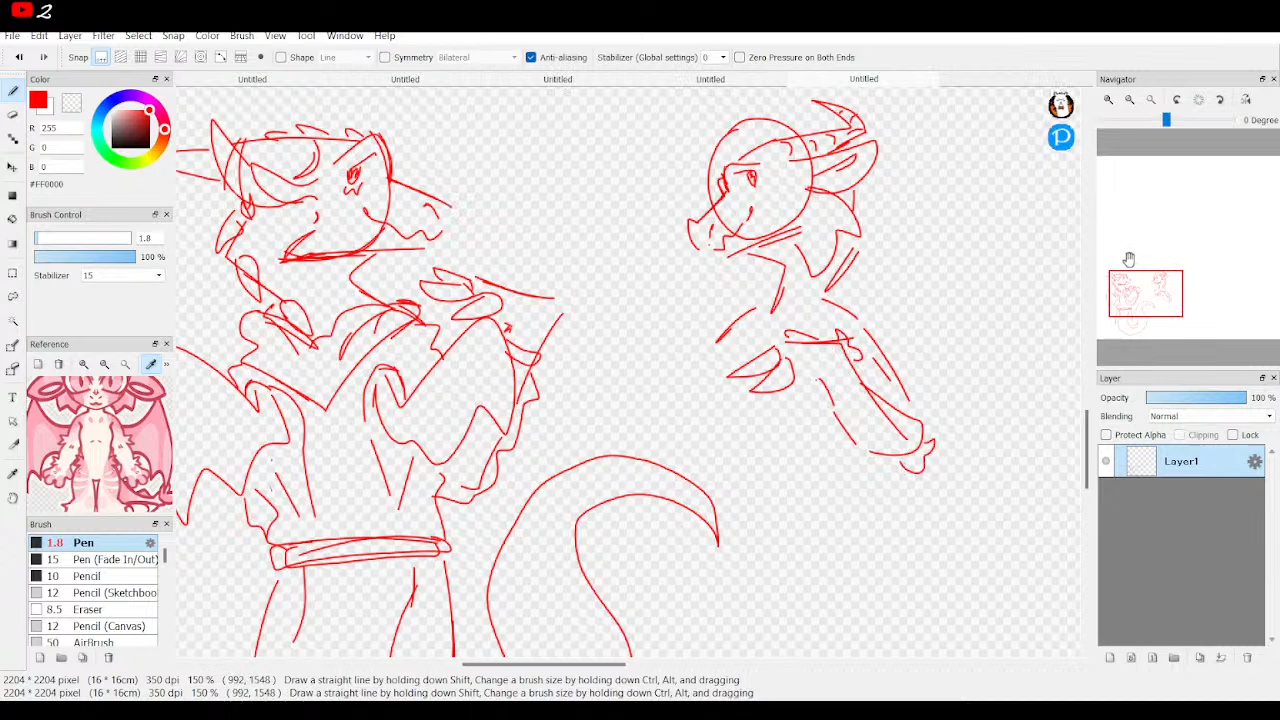 2
File Edit Layer Filter Select Snap Color Brush View Tool Window Help
Snap Shape Line Symmetry Bilateral Anti-aliasing Stabilizer (Global settings) 0 Zero Pressure on Both Ends
Color
Untitled Untitled Untitled Untitled Untitled
Navigator
R 255
G 0
B 0
#FF0000
0 Degree
Brush Control
1.8
100 %
Stabilizer 15
Reference
Layer
Opacity 100 %
Blending Normal
Protect Alpha Clipping Lock
Layer1
Brush
1.8 Pen
15 Pen (Fade In/Out)
10 Pencil
12 Pencil (Sketchboo
8.5 Eraser
12 Pencil (Canvas)
50 AirBrush
2204 * 2204 pixel (16 * 16cm) 350 dpi 150 % ( 992, 1548) Draw a straight line by holding down Shift, Change a brush size by holding down Ctrl, Alt, and dragging
2204 * 2204 pixel (16 * 16cm) 350 dpi 150 % ( 992, 1548) Draw a straight line by holding down Shift, Change a brush size by holding down Ctrl, Alt, and dragging